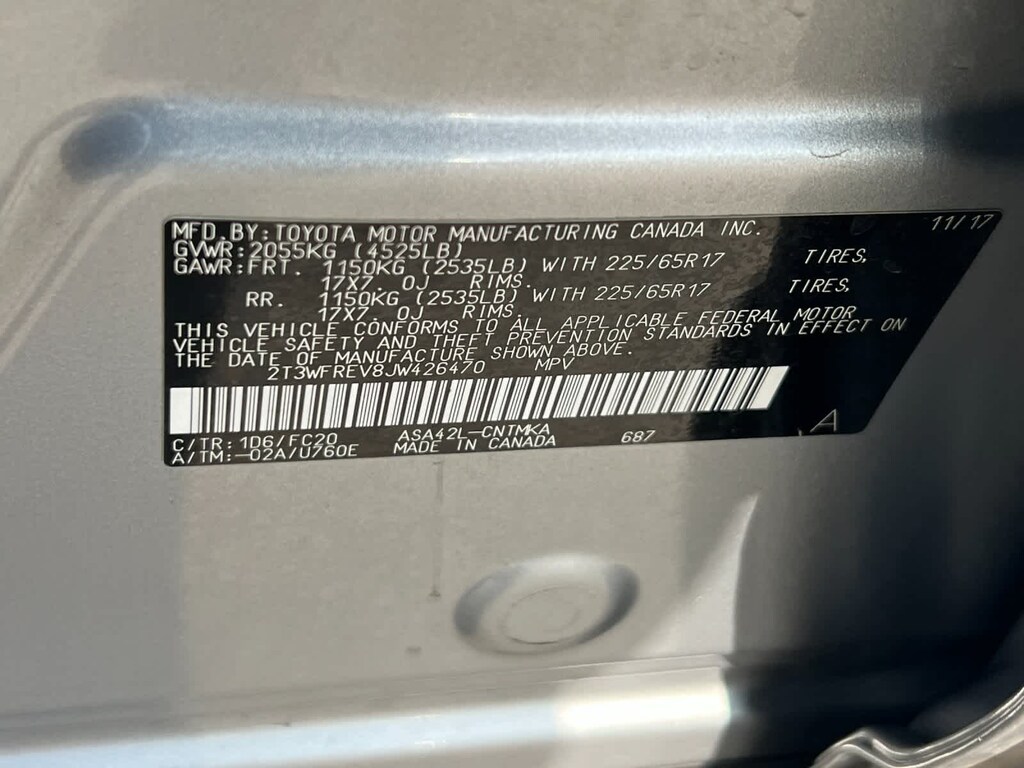 MFD. BY: TOYOTA MOTOR MANUFACTURING CANADA INC. 11/17
GVWR: 2055KG (4525LB)
GAWR: FRT. 1150KG (2535LB) WITH 225/65R17 TIRES,
17X7. 0J RIMS.
RR. 1150KG (2535LB) WITH 225/65R17 TIRES,
17X7. 0J RIMS.
THIS VEHICLE CONFORMS TO ALL APPLICABLE FEDERAL MOTOR
VEHICLE SAFETY AND THEFT PREVENTION STANDARDS IN EFFECT ON
THE DATE OF MANUFACTURE SHOWN ABOVE.
2T3WFREV8JW426470 MPV
C/TR: 1D6/FC20 ASA42L-CNTMKA 687 A
A/TM: -02A/U760E MADE IN CANADA